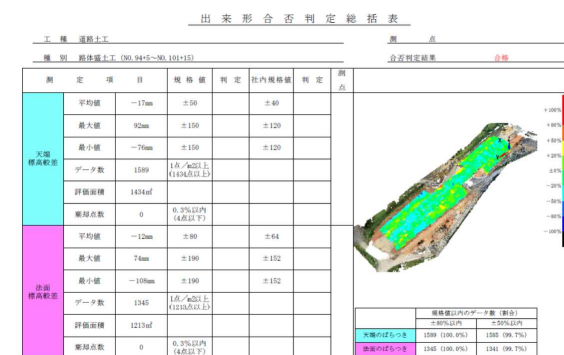 出来形合否判定総括表
工種 道路土工 測点
種別 路体盛土工（NO.94+5～NO.101+15） 合否判定結果 合格
測定項目 規格値 判定 社内規格値 判定 測点
天端標高較差
平均値 -17mm ±50 ±40
最大値 92mm ±150 ±120
最小値 -76mm ±150 ±120
データ数 1589 1点／m2以上（1434点以上）
評価面積 1434㎡
棄却点数 0 0.3%以内（4点以下）
法面標高較差
平均値 -12mm ±80 ±64
最大値 74mm ±190 ±152
最小値 -108mm ±190 ±152
データ数 1345 1点／m2以上（1213点以上）
評価面積 1213㎡
棄却点数 0 0.3%以内（4点以下）
+100%
+80%
+50%
+20%
±0%
-20%
-50%
-80%
-100%
規格値以内のデータ数（割合）
±80%以内 ±50%以内
天端のばらつき 1589（100.0%） 1585（99.7%）
法面のばらつき 1345（100.0%） 1341（99.7%）